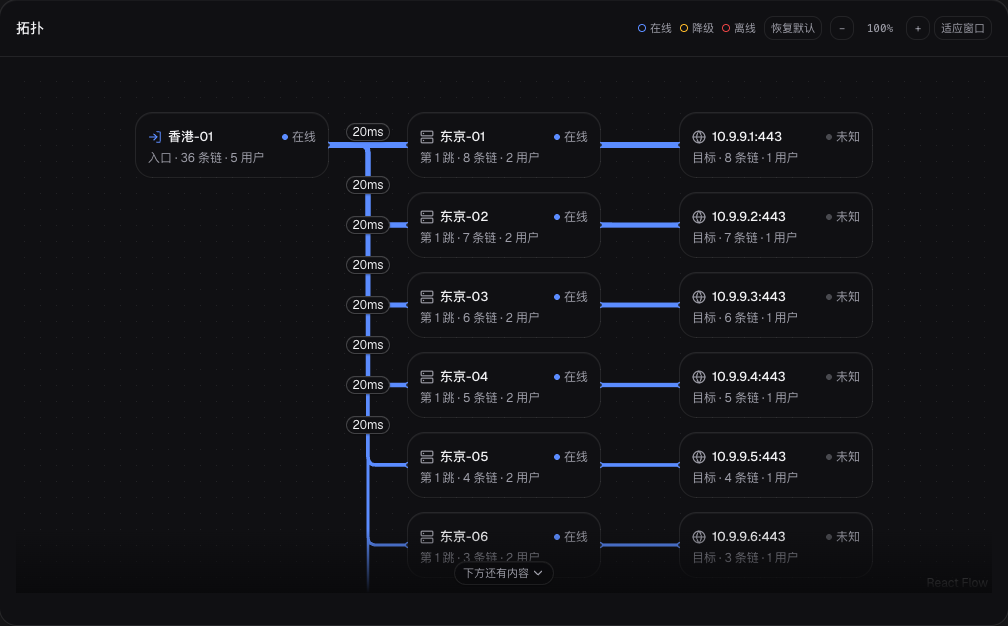 拓扑
在线 降级 离线 恢复默认 − 100% + 适应窗口
香港-01 在线
入口 · 36 条链 · 5 用户
20ms
东京-01 在线
第 1 跳 · 8 条链 · 2 用户
10.9.9.1:443 未知
目标 · 8 条链 · 1 用户
20ms
20ms
东京-02 在线
第 1 跳 · 7 条链 · 2 用户
10.9.9.2:443 未知
目标 · 7 条链 · 1 用户
20ms
20ms
东京-03 在线
第 1 跳 · 6 条链 · 2 用户
10.9.9.3:443 未知
目标 · 6 条链 · 1 用户
20ms
20ms
东京-04 在线
第 1 跳 · 5 条链 · 2 用户
10.9.9.4:443 未知
目标 · 5 条链 · 1 用户
20ms
东京-05 在线
第 1 跳 · 4 条链 · 2 用户
10.9.9.5:443 未知
目标 · 4 条链 · 1 用户
东京-06 在线
第 1 跳 · 3 条链 · 2 用户
10.9.9.6:443 未知
目标 · 3 条链 · 1 用户
下方还有内容
React Flow